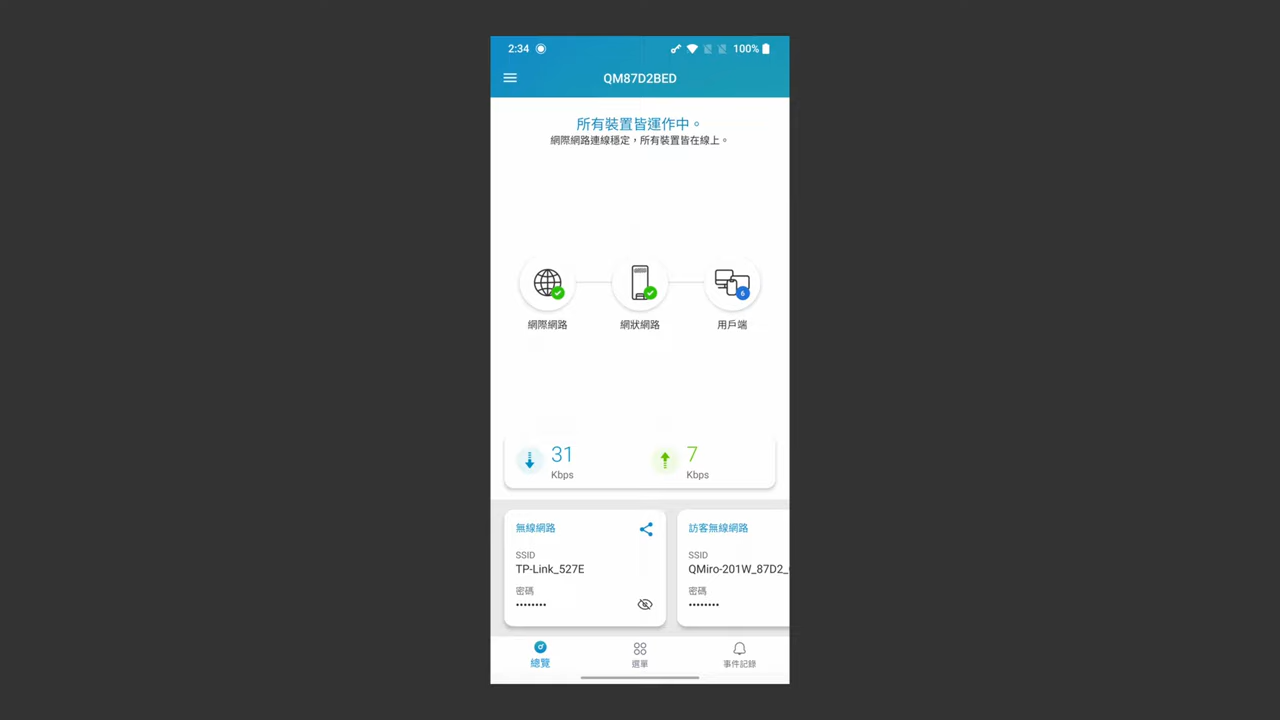 2:34
100%
QM87D2BED
所有裝置皆運作中。
網際網路連線穩定，所有裝置皆在線上。
6
網際網路
網狀網路
用戶端
31
Kbps
7
Kbps
無線網路
SSID
TP-Link_527E
密碼
••••••••
訪客無線網路
SSID
QMiro-201W_87D2_
密碼
••••••••
總覽
選單
事件記錄